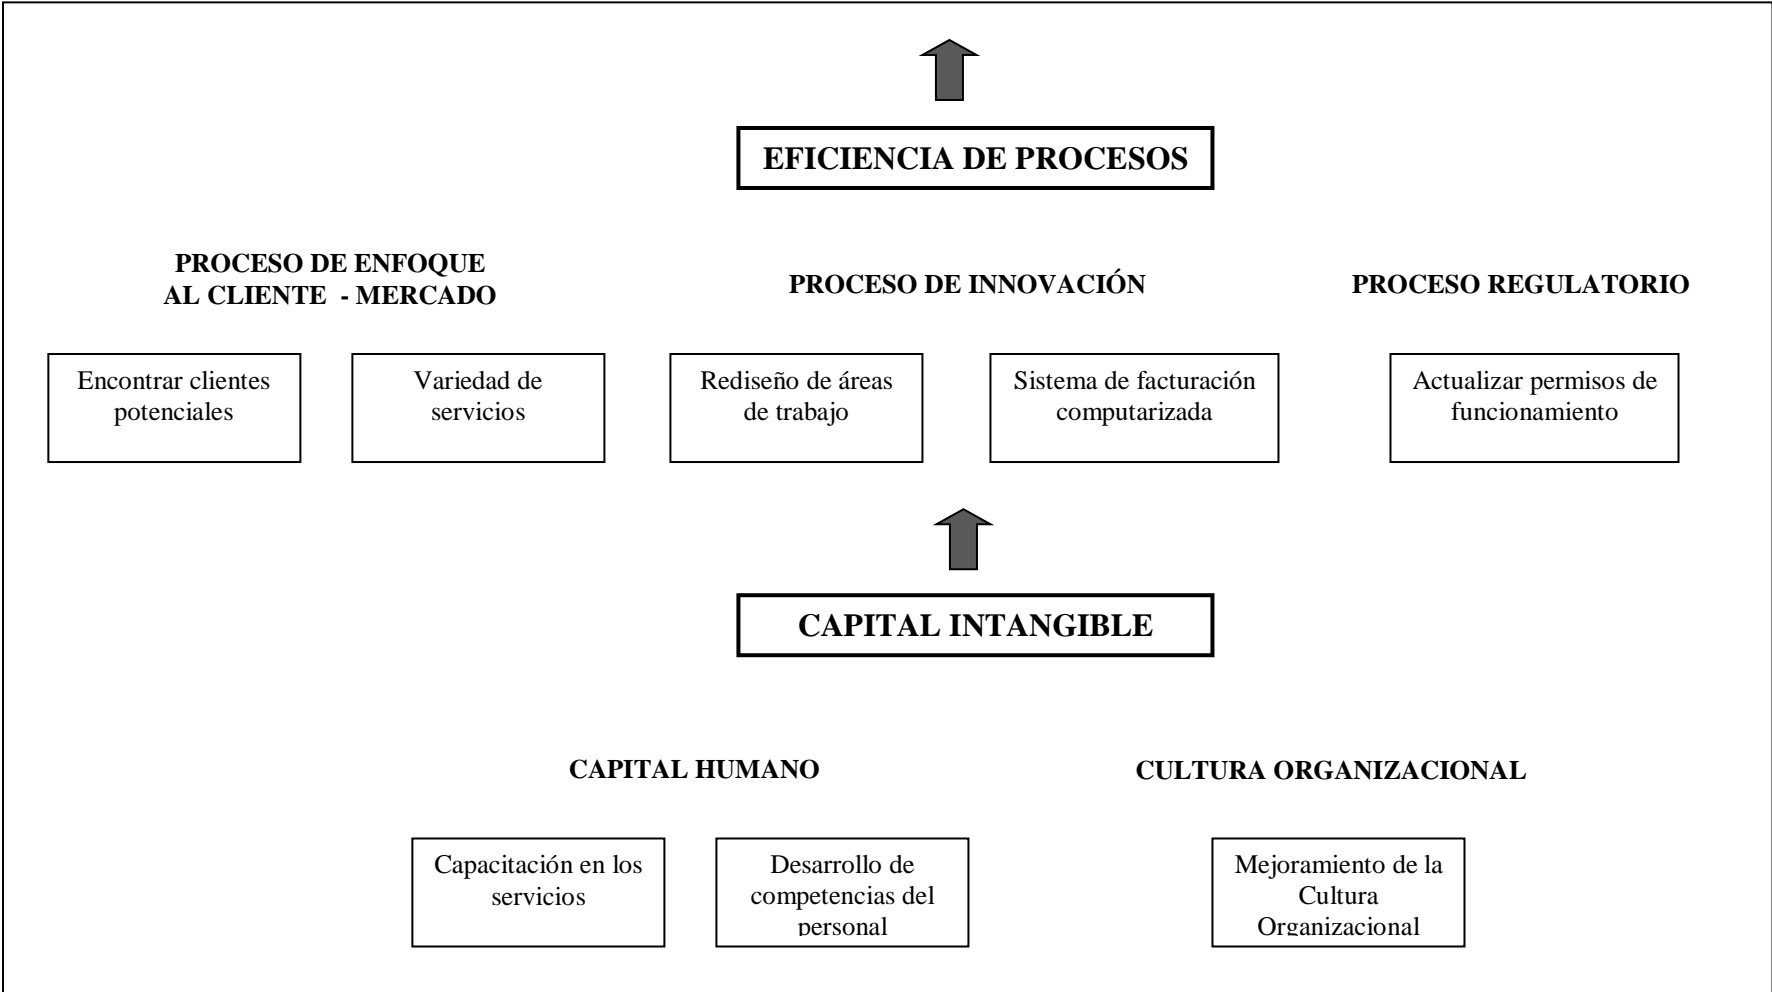 EFICIENCIA DE PROCESOS
PROCESO DE ENFOQUE
AL CLIENTE - MERCADO
PROCESO DE INNOVACIÓN
PROCESO REGULATORIO
Encontrar clientes
potenciales
Variedad de
servicios
Rediseño de áreas
de trabajo
Sistema de facturación
computarizada
Actualizar permisos de
funcionamiento
CAPITAL INTANGIBLE
CAPITAL HUMANO
CULTURA ORGANIZACIONAL
Capacitación en los
servicios
Desarrollo de
competencias del
personal
Mejoramiento de la
Cultura
Organizacional